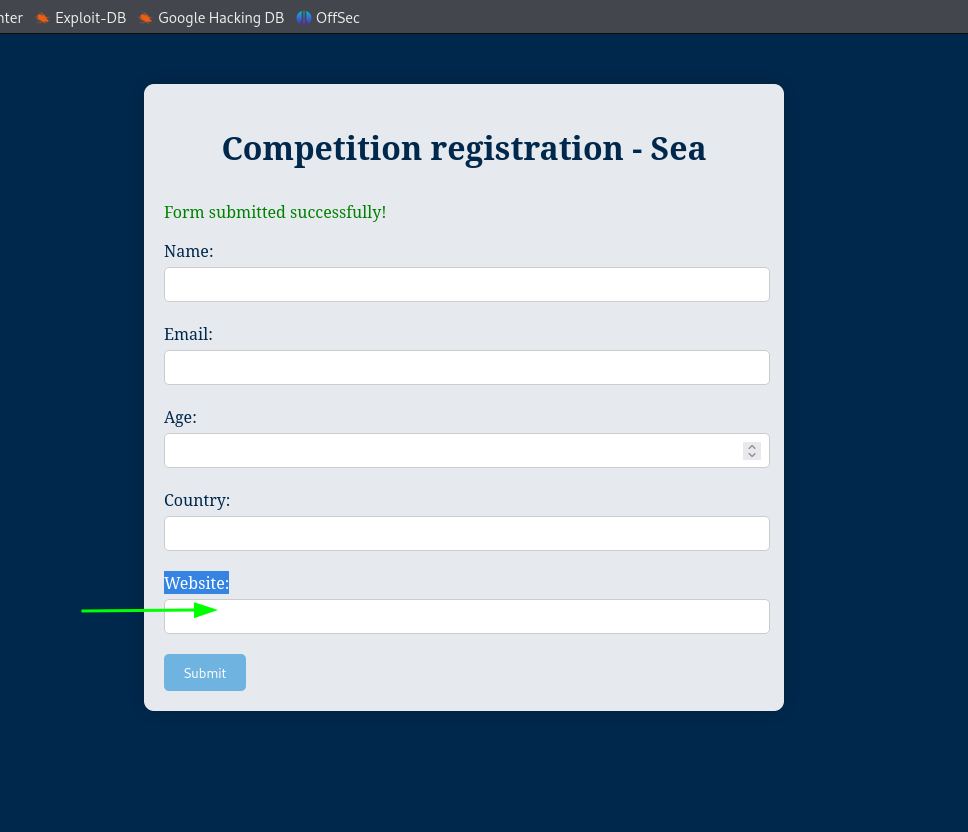 nter Exploit-DB Google Hacking DB OffSec
Competition registration - Sea
Form submitted successfully!
Name:
Email:
Age:
Country:
Website:
Submit